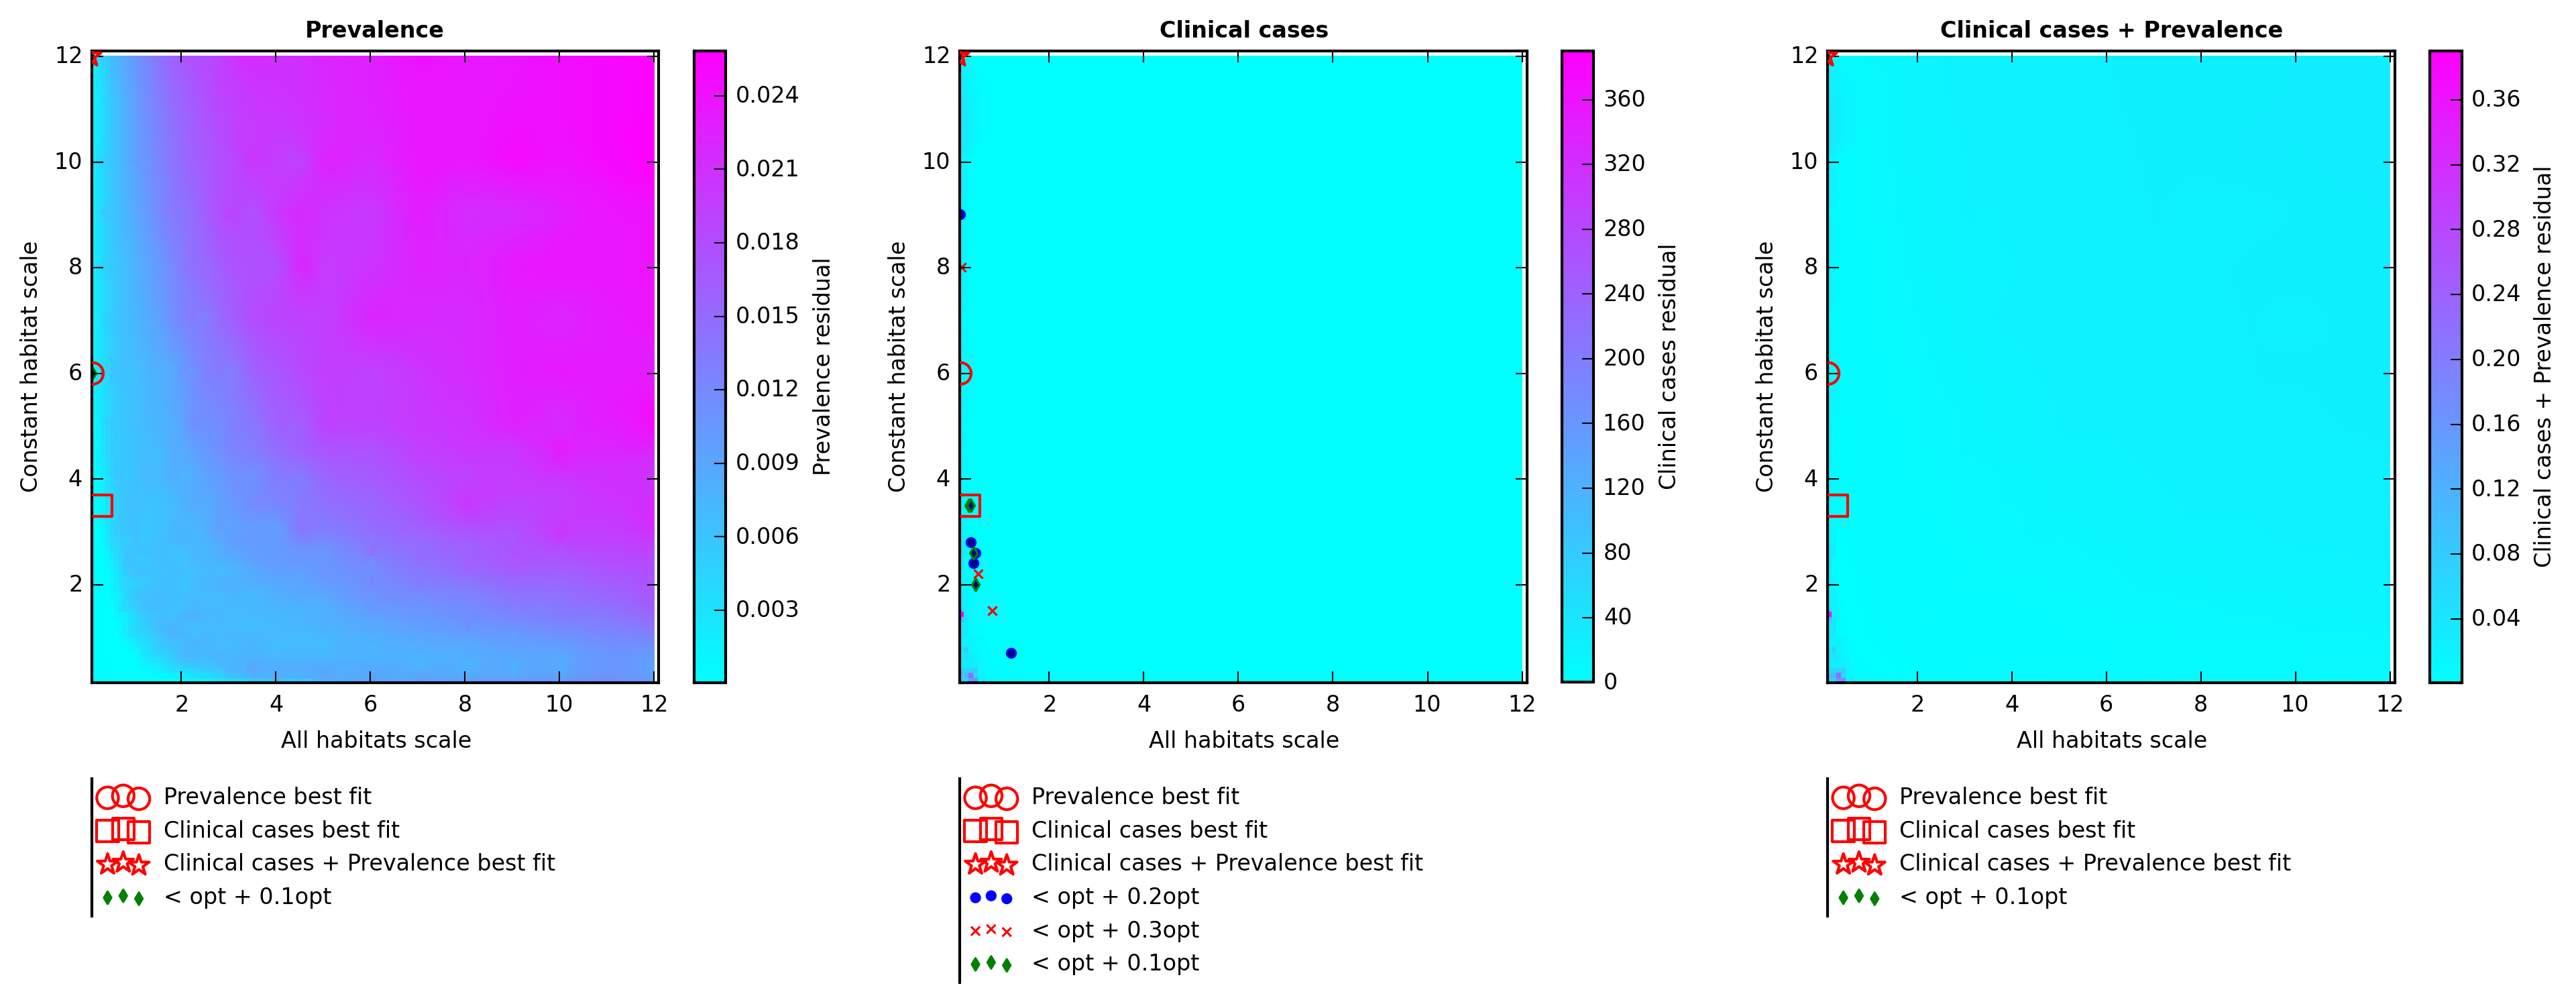 Prevalence
12
10
8
6
4
2
2 4 6 8 10 12
Constant habitat scale
All habitats scale
0.024
0.021
0.018
0.015
0.012
0.009
0.006
0.003
Prevalence residual
Prevalence best fit
Clinical cases best fit
Clinical cases + Prevalence best fit
< opt + 0.1opt
Clinical cases
12
10
8
6
4
2
2 4 6 8 10 12
Constant habitat scale
All habitats scale
360
320
280
240
200
160
120
80
40
0
Clinical cases residual
Prevalence best fit
Clinical cases best fit
Clinical cases + Prevalence best fit
< opt + 0.2opt
< opt + 0.3opt
< opt + 0.1opt
Clinical cases + Prevalence
12
10
8
6
4
2
2 4 6 8 10 12
Constant habitat scale
All habitats scale
0.36
0.32
0.28
0.24
0.20
0.16
0.12
0.08
0.04
Clinical cases + Prevalence residual
Prevalence best fit
Clinical cases best fit
Clinical cases + Prevalence best fit
< opt + 0.1opt